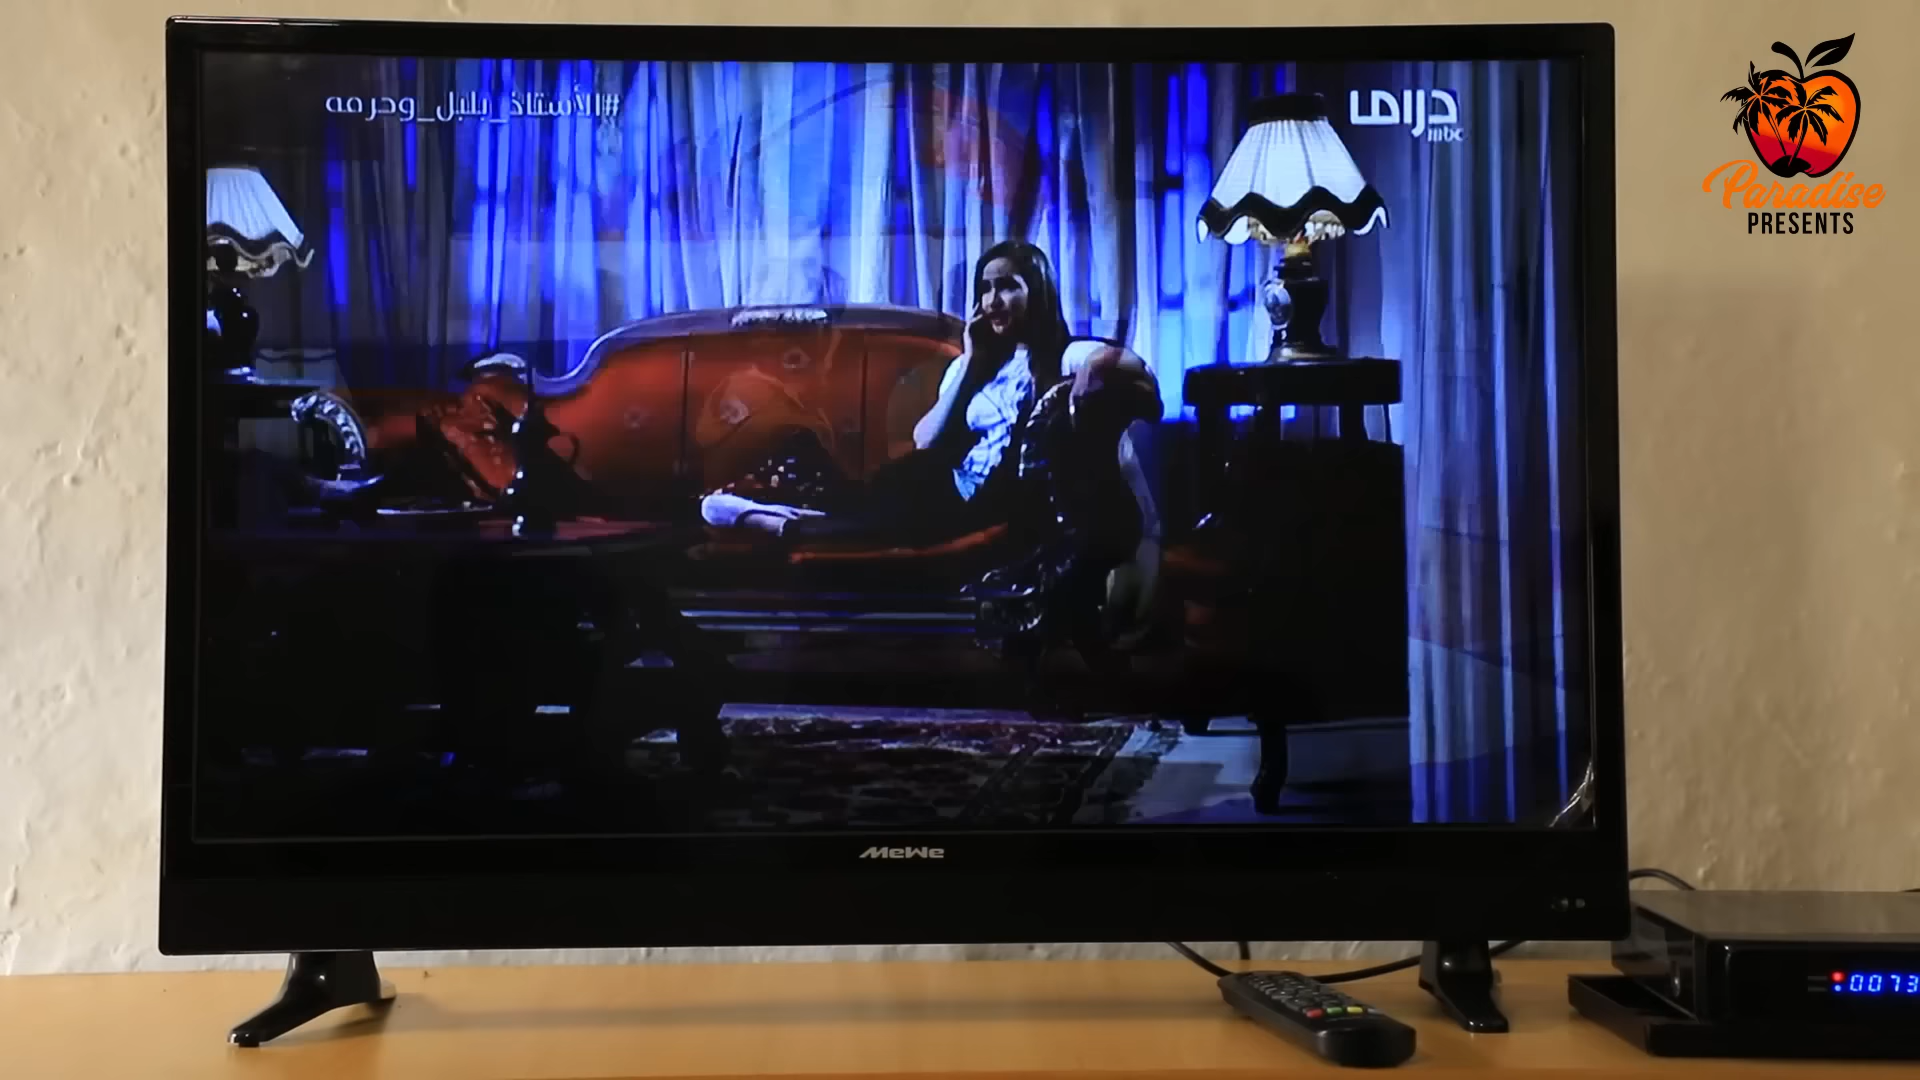 #الأستاذ_بلبل_وحرمه
دراما
mbc
Paradise
PRESENTS
MeWe
0073